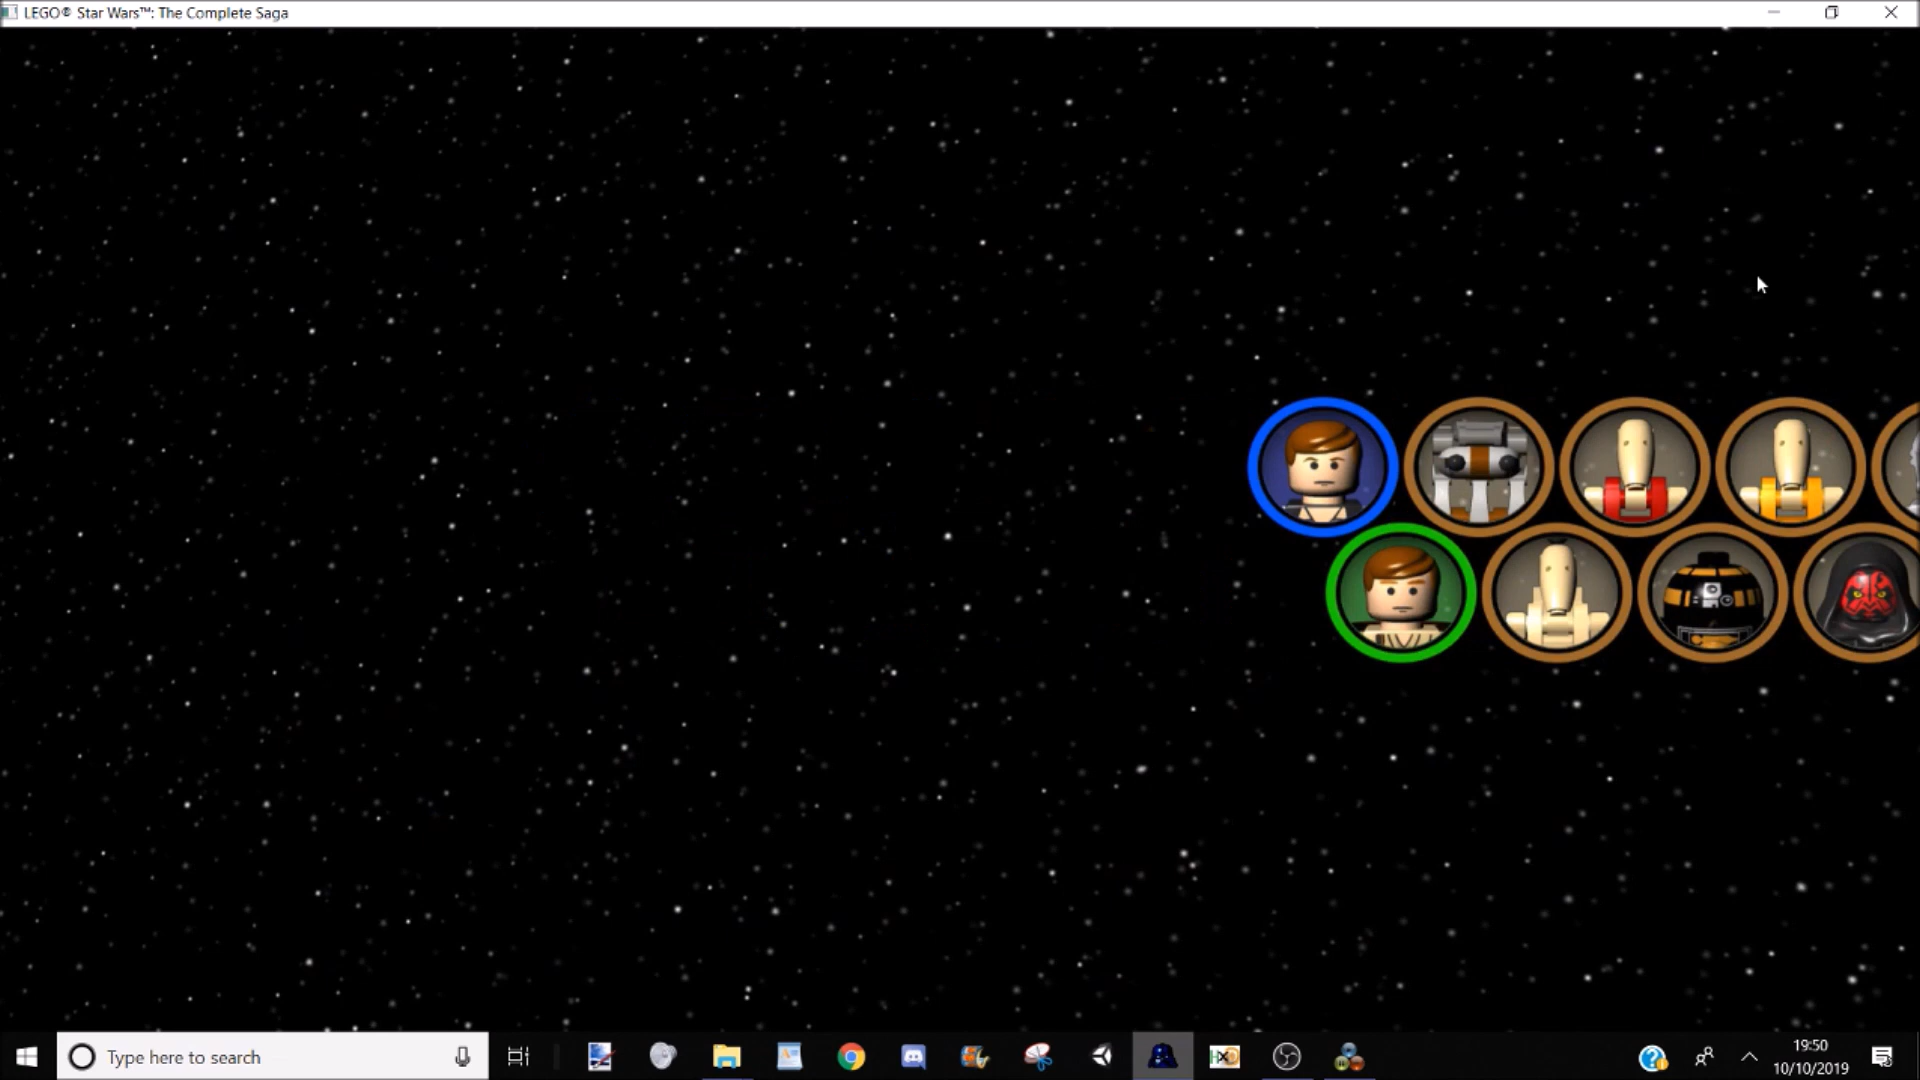 LEGO® Star Wars™: The Complete Saga
Type here to search
19:50
10/10/2019